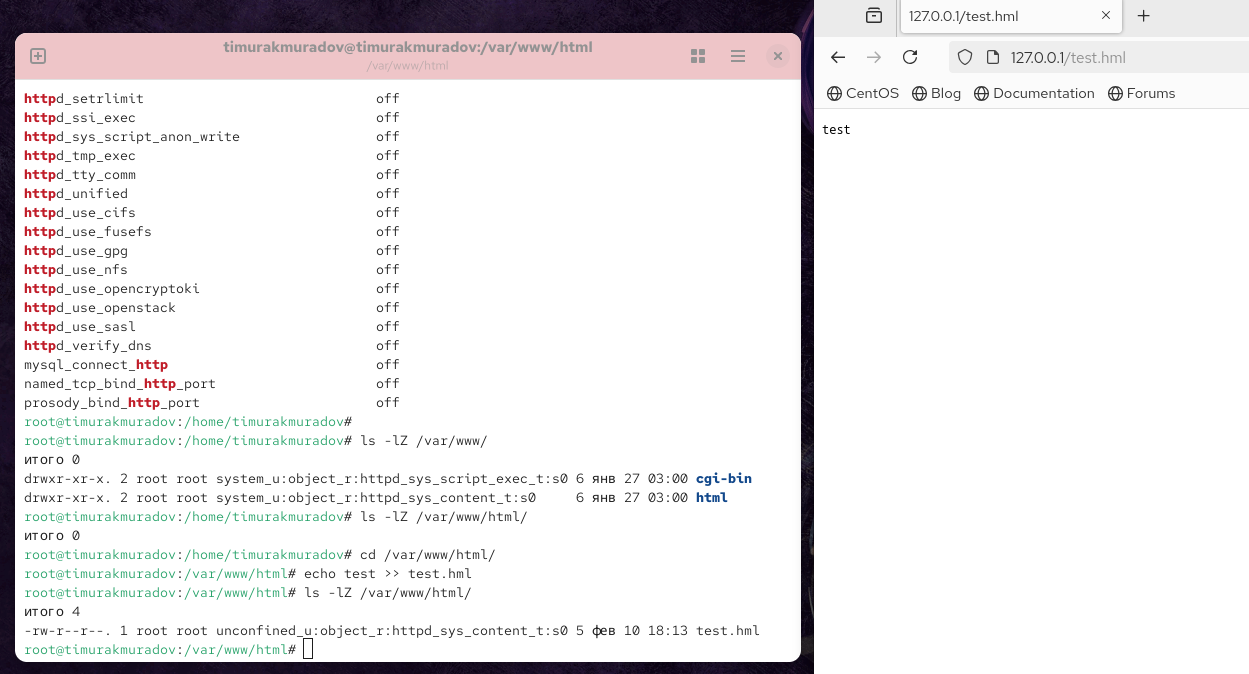 timurakmuradov@timurakmuradov:/var/www/html
/var/www/html
httpd_setrlimit off
httpd_ssi_exec off
httpd_sys_script_anon_write off
httpd_tmp_exec off
httpd_tty_comm off
httpd_unified off
httpd_use_cifs off
httpd_use_fusefs off
httpd_use_gpg off
httpd_use_nfs off
httpd_use_opencryptoki off
httpd_use_openstack off
httpd_use_sasl off
httpd_verify_dns off
mysql_connect_http off
named_tcp_bind_http_port off
prosody_bind_http_port off
root@timurakmuradov:/home/timurakmuradov#
root@timurakmuradov:/home/timurakmuradov# ls -lZ /var/www/
итого 0
drwxr-xr-x. 2 root root system_u:object_r:httpd_sys_script_exec_t:s0 6 янв 27 03:00 cgi-bin
drwxr-xr-x. 2 root root system_u:object_r:httpd_sys_content_t:s0 6 янв 27 03:00 html
root@timurakmuradov:/home/timurakmuradov# ls -lZ /var/www/html/
итого 0
root@timurakmuradov:/home/timurakmuradov# cd /var/www/html/
root@timurakmuradov:/var/www/html# echo test >> test.hml
root@timurakmuradov:/var/www/html# ls -lZ /var/www/html/
итого 4
-rw-r--r--. 1 root root unconfined_u:object_r:httpd_sys_content_t:s0 5 фев 10 18:13 test.hml
root@timurakmuradov:/var/www/html#
127.0.0.1/test.hml
127.0.0.1/test.hml
CentOS Blog Documentation Forums
test